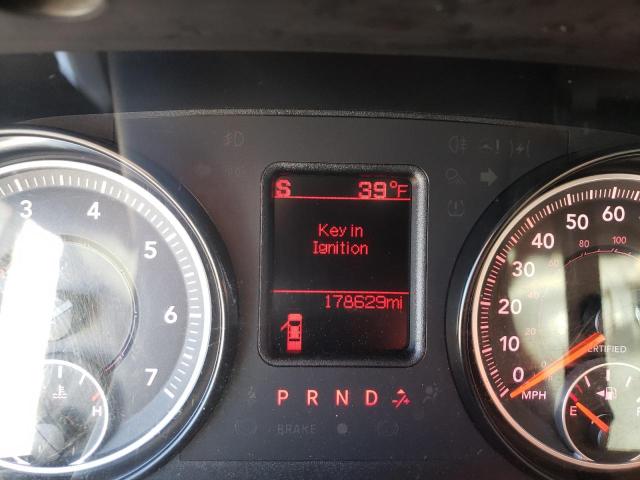 S 39°F
Key in
Ignition
178629mi
3 4 5 6 7
H
P R N D
BRAKE
0 10 20 30 40 50 60
80 100
MPH
CERTIFIED
E